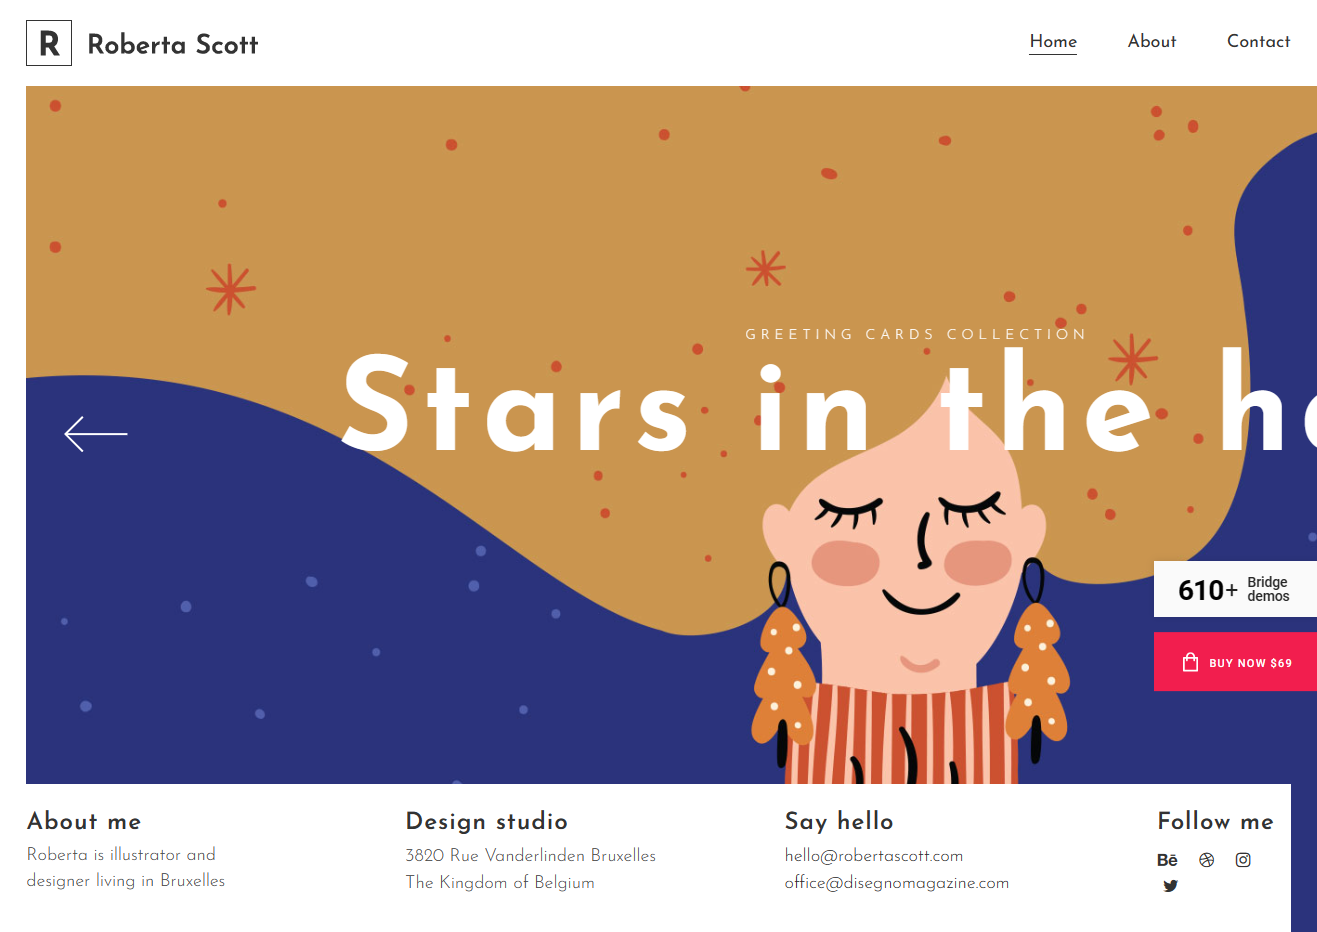 R Roberta Scott
Home About Contact
GREETING CARDS COLLECTION
Stars in the
610+ Bridge demos
BUY NOW $69
About me
Roberta is illustrator and
designer living in Bruxelles
Design studio
3820 Rue Vanderlinden Bruxelles
The Kingdom of Belgium
Say hello
hello@robertascott.com
office@disegnomagazine.com
Follow me
Bē